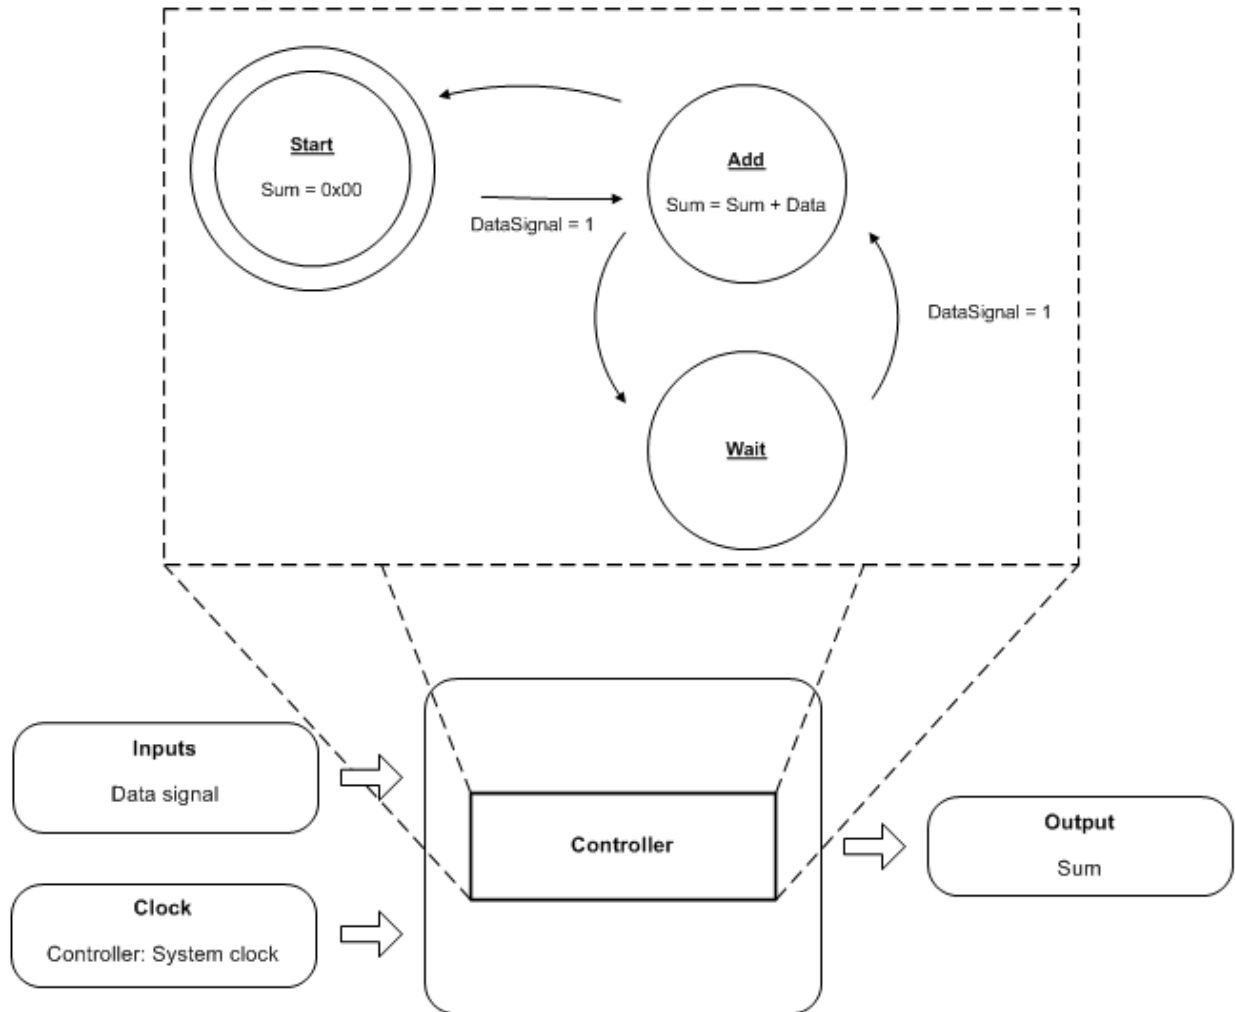 Start
Sum = 0x00
Add
Sum = Sum + Data
DataSignal = 1
DataSignal = 1
Wait
Inputs
Data signal
Controller
Output
Sum
Clock
Controller: System clock